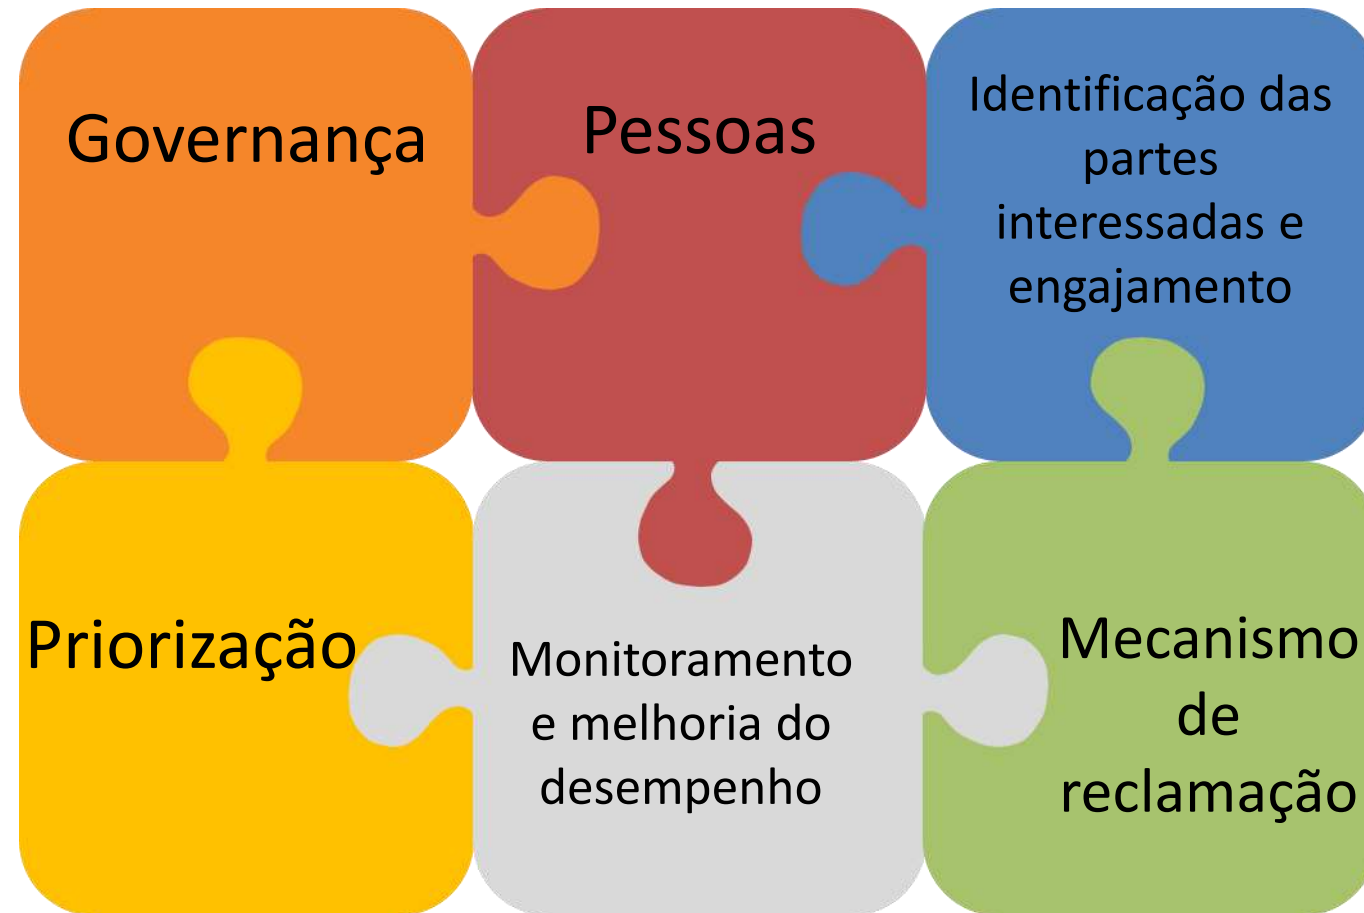 Governança
Pessoas
Identificação das
partes
interessadas e
engajamento
Priorização
Monitoramento
e melhoria do
desempenho
Mecanismo
de
reclamação